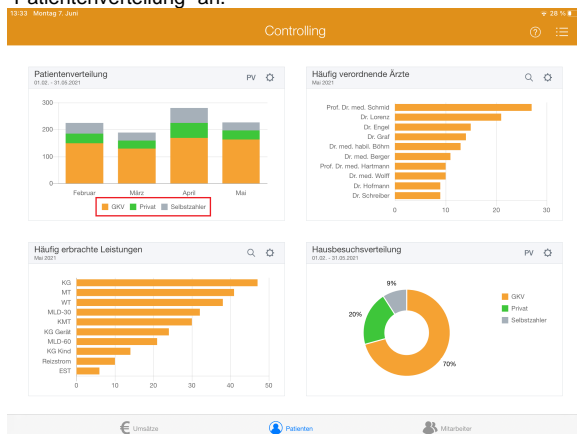 "Patientenverteilung" an.
13:33 Montag 7. Juni
28 %
Controlling
Patientenverteilung
01.02. - 31.05.2021
PV
300
200
100
0
Februar
März
April
Mai
GKV
Privat
Selbstzahler
Häufig verordnende Ärzte
Mai 2021
Prof. Dr. med. Schmid
Dr. Lorenz
Dr. Engel
Dr. Graf
Dr. med. habil. Böhm
Dr. med. Berger
Prof. Dr. med. Hartmann
Dr. med. Wolff
Dr. Hofmann
Dr. Schreiber
0
10
20
30
Häufig erbrachte Leistungen
Mai 2021
KG
MT
WT
MLD-30
KMT
KG Gerät
MLD-60
KG Kind
Reizstrom
EST
0
10
20
30
40
50
Hausbesuchsverteilung
01.02. - 31.05.2021
PV
9%
20%
70%
GKV
Privat
Selbstzahler
€ Umsätze
Patienten
Mitarbeiter